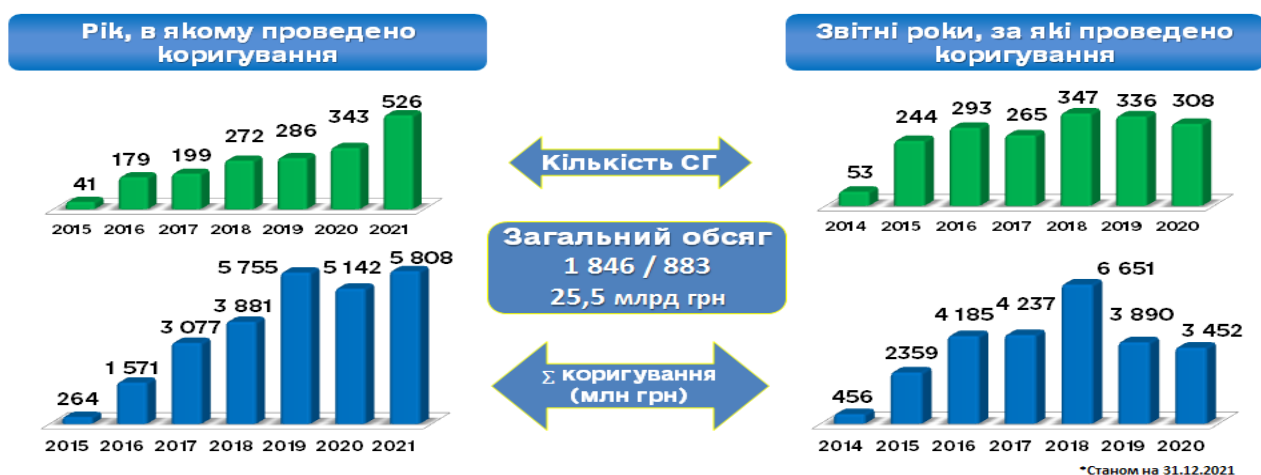 Рік, в якому проведено
коригування
Звітні роки, за які проведено
коригування
41 179 199 272 286 343 526
2015 2016 2017 2018 2019 2020 2021
Кількість СГ
53 244 293 265 347 336 308
2014 2015 2016 2017 2018 2019 2020
Загальний обсяг
1 846 / 883
25,5 млрд грн
264 1 571 3 077 3 881 5 755 5 142 5 808
2015 2016 2017 2018 2019 2020 2021
Σ коригування
(млн грн)
456 2359 4 185 4 237 6 651 3 890 3 452
2014 2015 2016 2017 2018 2019 2020
*Станом на 31.12.2021